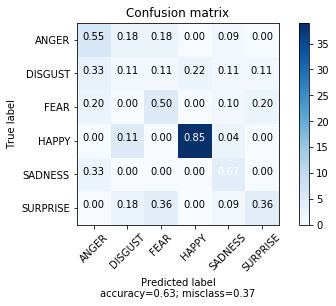 Confusion matrix
ANGER 0.55 0.18 0.18 0.00 0.09 0.00
DISGUST 0.33 0.11 0.11 0.22 0.11 0.11
FEAR 0.20 0.00 0.50 0.00 0.10 0.20
HAPPY 0.00 0.11 0.00 0.85 0.04 0.00
SADNESS 0.33 0.00 0.00 0.00 0.67 0.00
SURPRISE 0.00 0.18 0.36 0.00 0.09 0.36
True label
ANGER DISGUST FEAR HAPPY SADNESS SURPRISE
Predicted label
accuracy=0.63; misclass=0.37
35
30
25
20
15
10
5
0